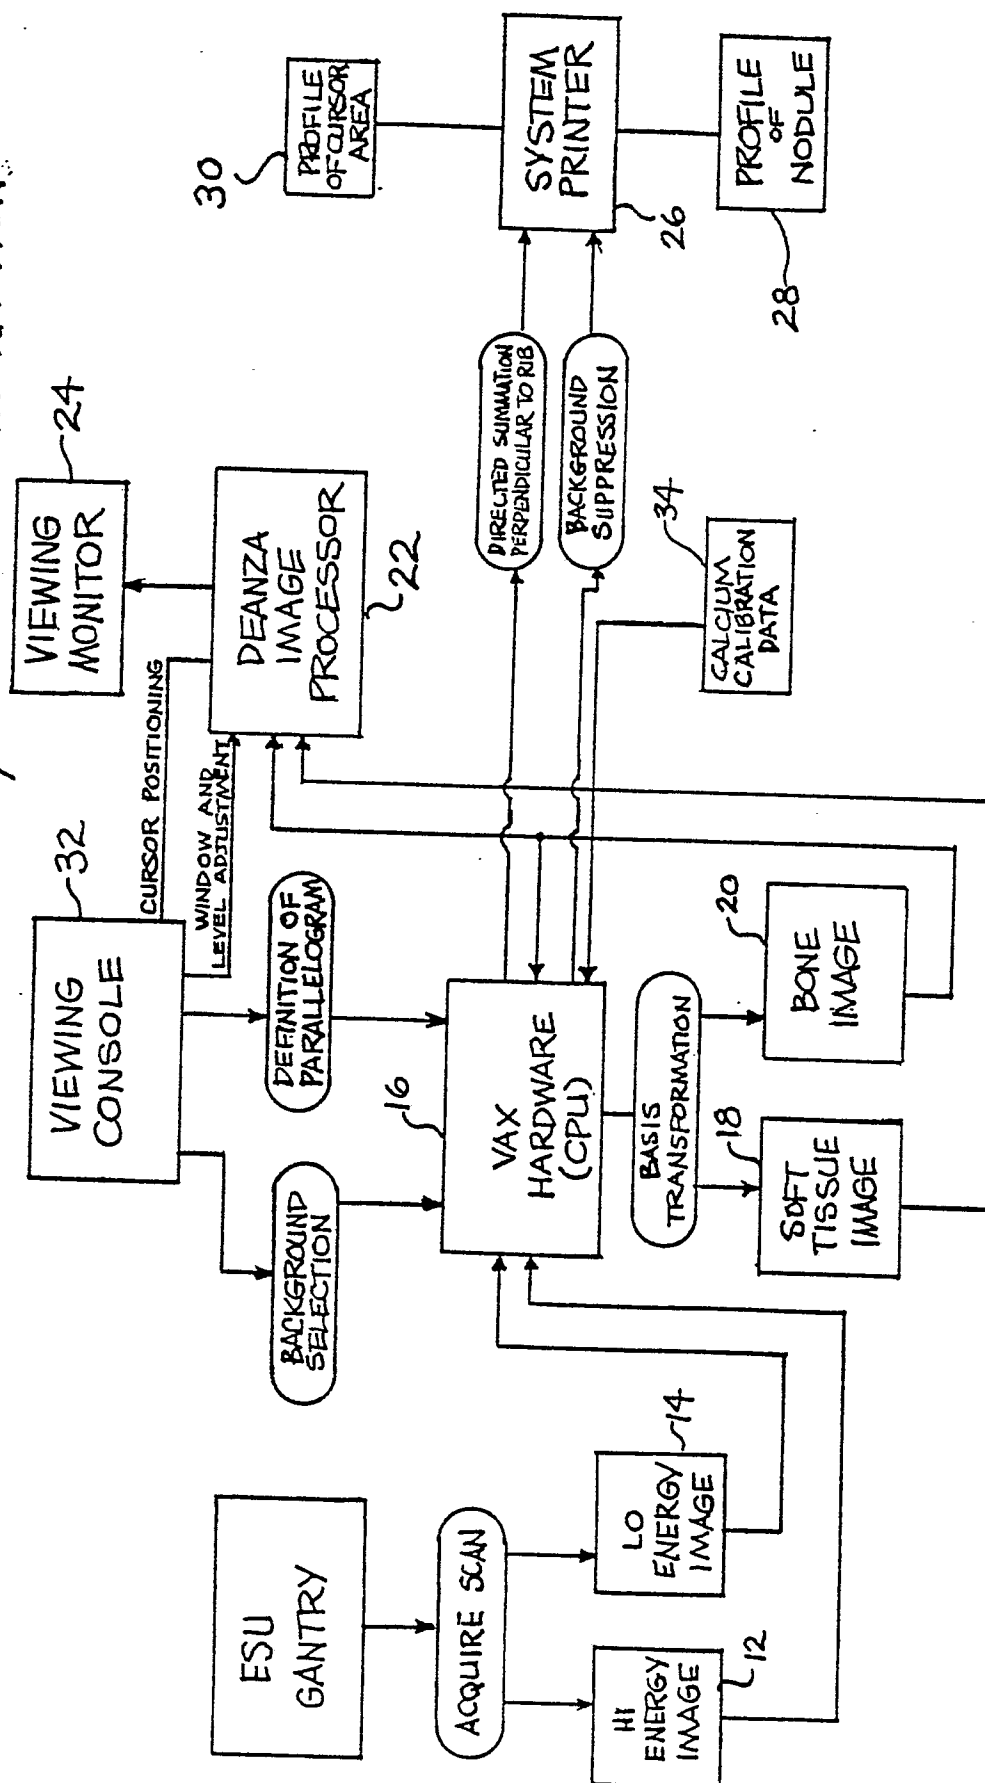 ESU
GANTRY
ACQUIRE SCAN
HI
ENERGY
IMAGE
12
LO
ENERGY
IMAGE
14
VIEWING
CONSOLE
32
BACKGROUND
SELECTION
DEFINITION OF
PARALLELOGRAM
CURSOR POSITIONING
WINDOW AND
LEVEL ADJUSTMENT
16
VAX
HARDWARE
(CPU)
BASIS
TRANSFORMATION
18
SOFT
TISSUE
IMAGE
20
BONE
IMAGE
VIEWING
MONITOR
24
DEANZA
IMAGE
PROCESSOR
22
DIRECTED SUMMATION
PERPENDICULAR TO RIB
BACKGROUND
SUPPRESSION
CALCIUM
CALIBRATION
DATA
34
30
PROFILE
OF CURSOR
AREA
SYSTEM
PRINTER
26
PROFILE
OF
NODULE
28